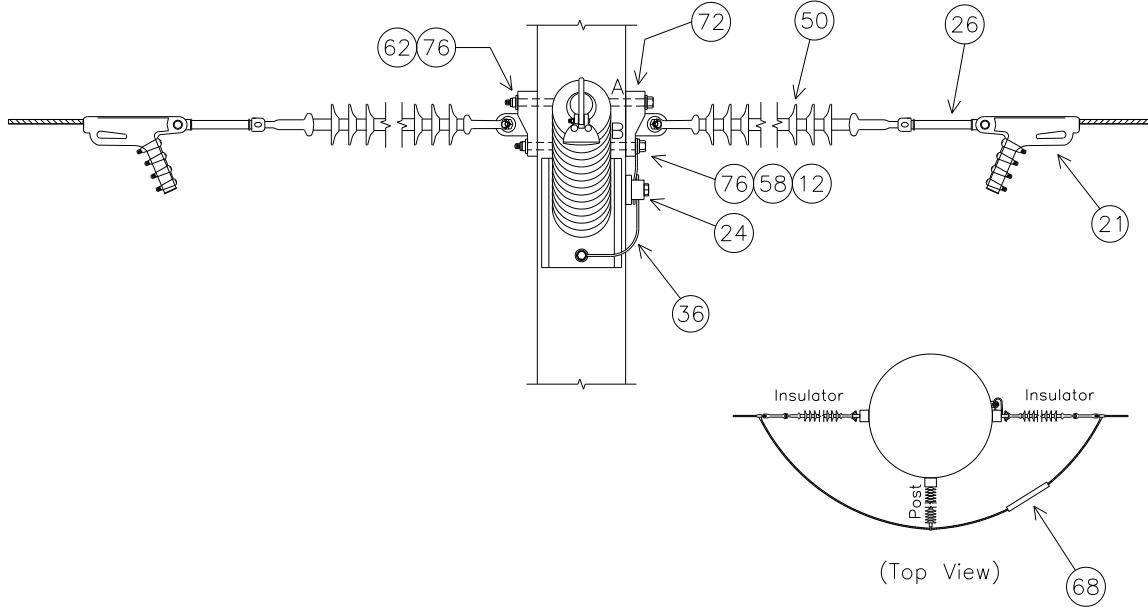 62 76
72
50
26
A
B
76 58 12
24
21
36
Insulator
Insulator
Post
(Top View)
68